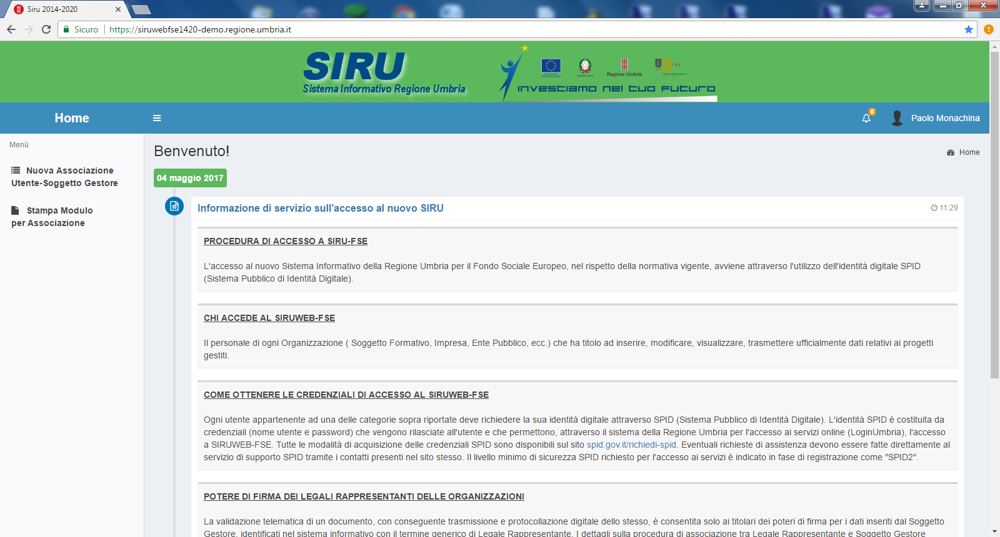 Siru 2014-2020
Sicuro https://siruwebfse1420-demo.regione.umbria.it
SIRU
Sistema Informativo Regione Umbria
Regione Umbria
fse
investiamo nel tuo futuro
Home
0
Paolo Monachina
Menù
Nuova Associazione
Utente-Soggetto Gestore
Stampa Modulo
per Associazione
Benvenuto!
Home
04 maggio 2017
Informazione di servizio sull'accesso al nuovo SIRU
11:29
PROCEDURA DI ACCESSO A SIRU-FSE
L'accesso al nuovo Sistema Informativo della Regione Umbria per il Fondo Sociale Europeo, nel rispetto della normativa vigente, avviene attraverso l'utilizzo dell'identità digitale SPID
(Sistema Pubblico di Identità Digitale).
CHI ACCEDE AL SIRUWEB-FSE
Il personale di ogni Organizzazione ( Soggetto Formativo, Impresa, Ente Pubblico, ecc.) che ha titolo ad inserire, modificare, visualizzare, trasmettere ufficialmente dati relativi ai progetti
gestiti.
COME OTTENERE LE CREDENZIALI DI ACCESSO AL SIRUWEB-FSE
Ogni utente appartenente ad una delle categorie sopra riportate deve richiedere la sua identità digitale attraverso SPID (Sistema Pubblico di Identità Digitale). L'identità SPID è costituita da
credenziali (nome utente e password) che vengono rilasciate all'utente e che permettono, attraverso il sistema della Regione Umbria per l'accesso ai servizi online (LoginUmbria), l'accesso
a SIRUWEB-FSE. Tutte le modalità di acquisizione delle credenziali SPID sono disponibili sul sito spid.gov.it/richiedi-spid. Eventuali richieste di assistenza devono essere fatte direttamente al
servizio di supporto SPID tramite i contatti presenti nel sito stesso. Il livello minimo di sicurezza SPID richiesto per l'accesso ai servizi è indicato in fase di registrazione come "SPID2".
POTERE DI FIRMA DEI LEGALI RAPPRESENTANTI DELLE ORGANIZZAZIONI
La validazione telematica di un documento, con conseguente trasmissione e protocollazione digitale dello stesso, è consentita solo ai titolari dei poteri di firma per i dati inseriti dal Soggetto
Gestore, identificati nel sistema informativo con il termine generico di Legale Rappresentante. I dettagli sulla procedura di associazione tra Legale Rappresentante e Soggetto Gestore